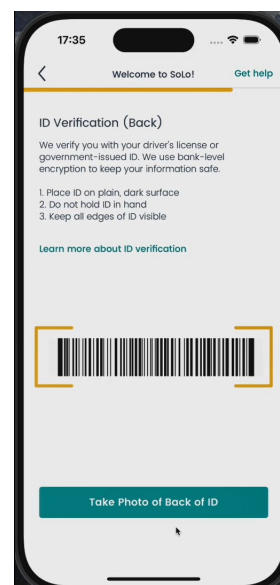 17:35
Welcome to SoLo!
Get help
ID Verification (Back)
We verify you with your driver's license or
government-issued ID. We use bank-level
encryption to keep your information safe.
1. Place ID on plain, dark surface
2. Do not hold ID in hand
3. Keep all edges of ID visible
Learn more about ID verification
Take Photo of Back of ID